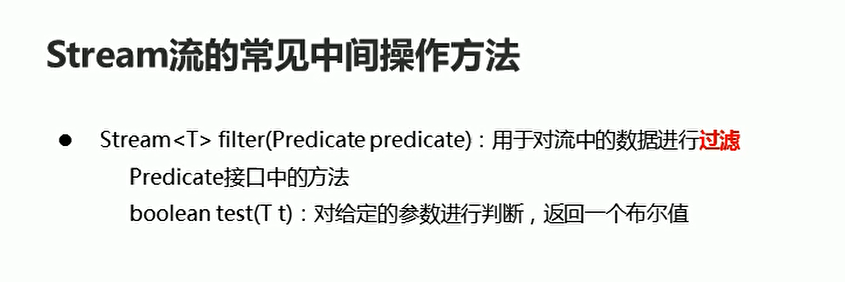 Stream流的常见中间操作方法
● Stream<T> filter(Predicate predicate)：用于对流中的数据进行过滤
Predicate接口中的方法
boolean test(T t)：对给定的参数进行判断，返回一个布尔值